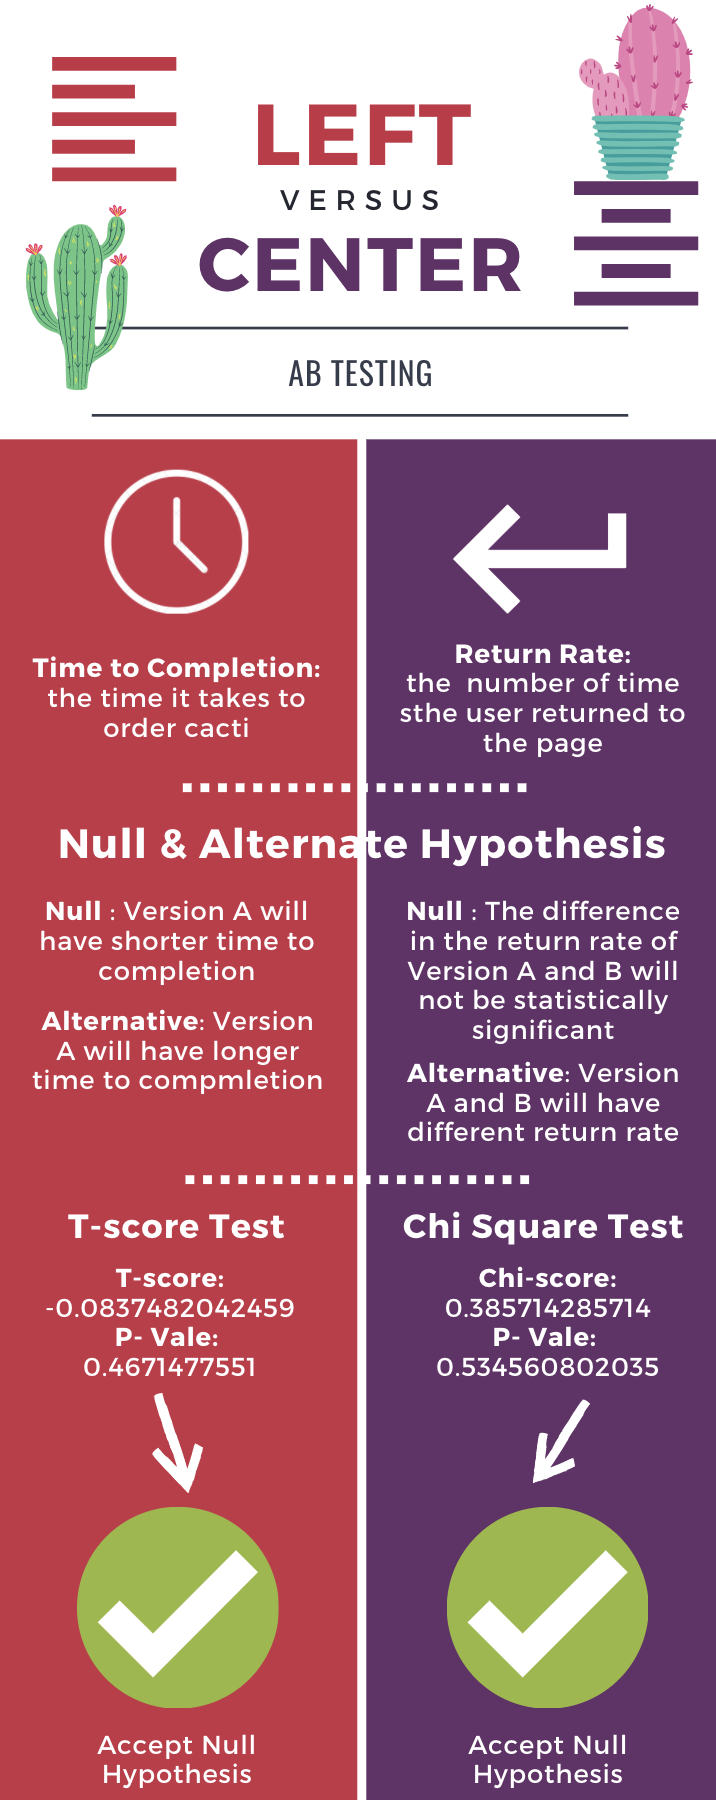 LEFT
VERSUS
CENTER
AB TESTING
Time to Completion:
the time it takes to
order cacti
Return Rate:
the number of time
sthe user returned to
the page
Null & Alternate Hypothesis
Null : Version A will
have shorter time to
completion
Alternative: Version
A will have longer
time to compmletion
Null : The difference
in the return rate of
Version A and B will
not be statistically
significant
Alternative: Version
A and B will have
different return rate
T-score Test
T-score:
-0.0837482042459
P- Vale:
0.4671477551
Accept Null
Hypothesis
Chi Square Test
Chi-score:
0.385714285714
P- Vale:
0.534560802035
Accept Null
Hypothesis